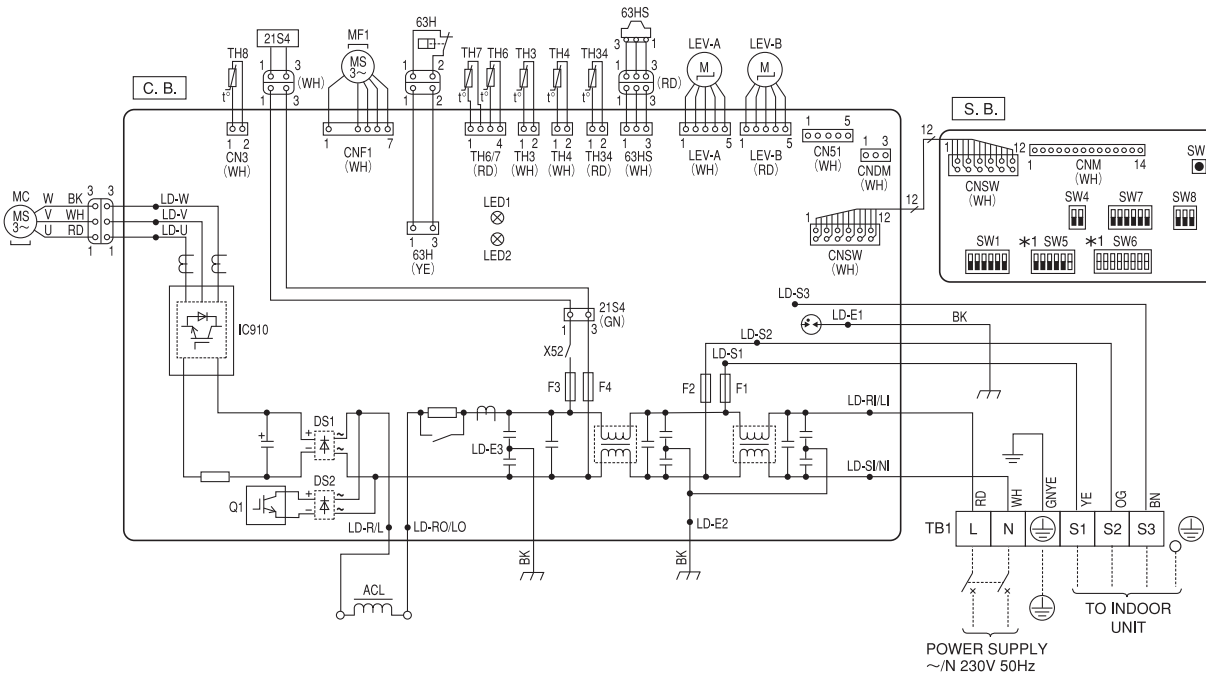 C. B.
TH8
t°
1 2
CN3
(WH)
21S4
1 3
(WH)
1 3
MF1
MS
3~
1 7
CNF1
(WH)
63H
1 2
1 2
1 3
63H
(YE)
TH7 TH6
t° t°
1 4
TH6/7
(RD)
TH3
t°
1 2
TH3
(WH)
TH4
t°
1 2
TH4
(WH)
TH34
t°
1 2
TH34
(RD)
63HS
3 1
1 3
(RD)
1 3
1 3
63HS
(WH)
LEV-A
M
1 5
LEV-A
(WH)
LEV-B
M
1 5
LEV-B
(RD)
1 5
CN51
(WH)
1 3
CNDM
(WH)
12
S. B.
1 12
CNSW
(WH)
1 14
CNM
(WH)
SW
SW4
SW7
SW8
SW1
*1 SW5
*1 SW6
12
1 12
CNSW
(WH)
MC
MS
3~
W BK 3 3 LD-W
V WH LD-V
U RD 1 1 LD-U
LED1
LED2
IC910
21S4
(GN)
1 3
X52
F3 F4
F2 F1
LD-S3
LD-E1
BK
LD-S2
LD-S1
LD-RI/LI
LD-SI/NI
LD-E3
LD-E2
BK
BK
+
DS1
+ ~
− ~
DS2
+ ~
− ~
Q1
LD-R/L
LD-RO/LO
ACL
RD
WH
GNYE
YE
OG
BN
TB1 L N S1 S2 S3
TO INDOOR
UNIT
POWER SUPPLY
~/N 230V 50Hz